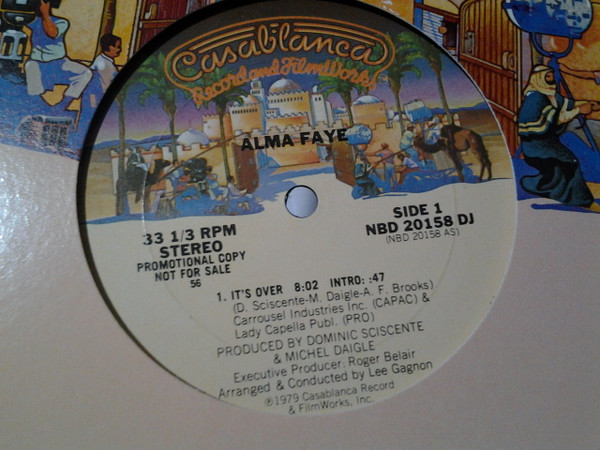 Casablanca
Record and FilmWorks
ALMA FAYE
33 1/3 RPM
STEREO
PROMOTIONAL COPY
NOT FOR SALE
56
SIDE 1
NBD 20158 DJ
(NBD 20158 AS)
1. IT'S OVER 8:02 INTRO: :47
(D. Sciscente-M. Daigle-A. F. Brooks)
Carrousel Industries Inc. (CAPAC) &
Lady Capella Publ. (PRO)
PRODUCED BY DOMINIC SCISCENTE
& MICHEL DAIGLE
Executive Producer: Roger Belair
Arranged & Conducted by Lee Gagnon
℗1979 Casablanca Record
& FilmWorks, Inc.